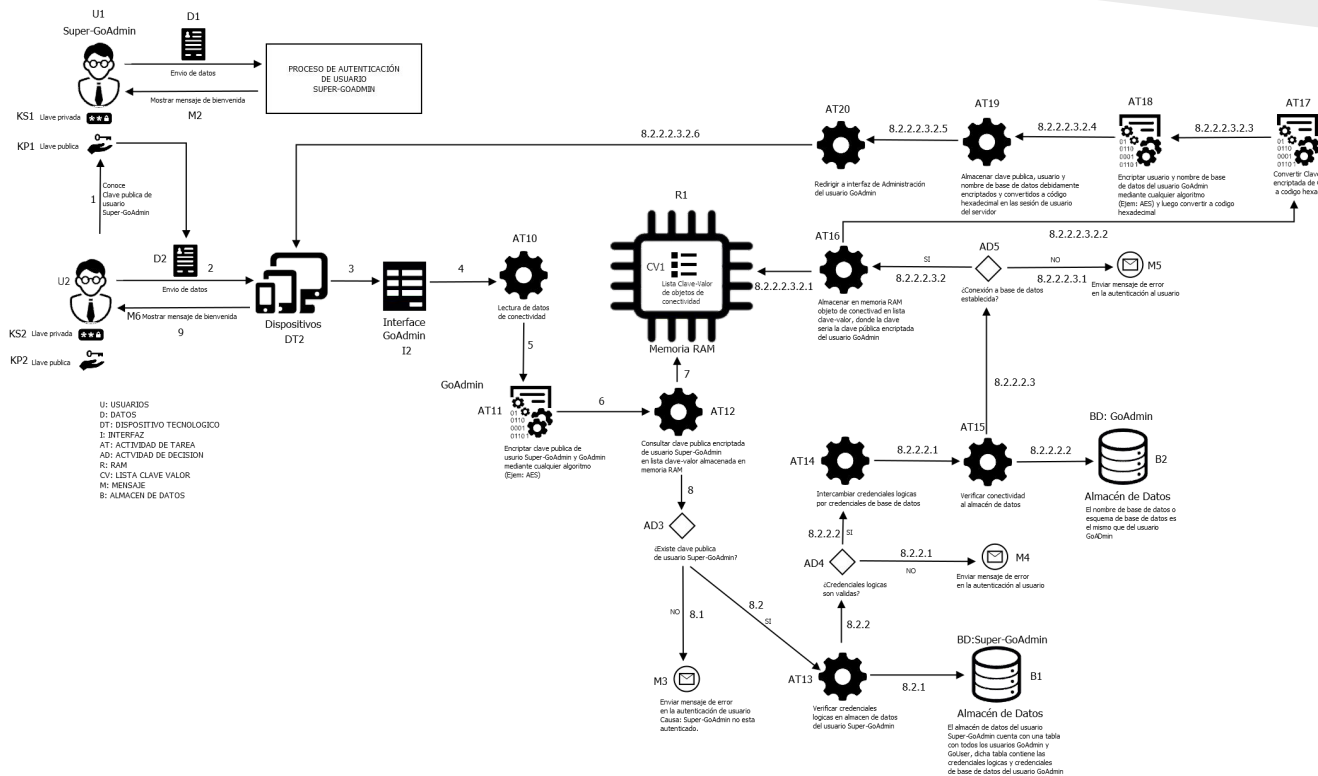 U1
Super-GoAdmin
D1
Envio de datos
PROCESO DE AUTENTICACIÓN
DE USUARIO
SUPER-GOADMIN
Mostrar mensaje de bienvenida
M2
KS1 Llave privada
KP1 Llave publica
1
Conoce
Clave publica de
usuario
Super-GoAdmin
D2
U2
2
Envio de datos
M6 Mostrar mensaje de bienvenida
9
KS2 Llave privada
KP2 Llave publica
Dispositivos
DT2
3
Interface
GoAdmin
I2
4
AT10
Lectura de datos
de conectividad
5
GoAdmin
AT11
01
0110
0001
01101
Encriptar clave publica de
usurio Super-GoAdmin y GoAdmin
mediante cualquier algoritmo
(Ejem: AES)
6
AT12
Consultar clave publica encriptada
de usuario Super-GoAdmin
en lista clave-valor almacenada en
memoria RAM
7
R1
CV1
Lista Clave-Valor
de objetos de
conectividad
Memoria RAM
8
AD3
¿Existe clave publica
de usuario Super-GoAdmin?
NO 8.1
8.2
SI
M3
Enviar mensaje de error
en la autenticación de usuario
Causa: Super-GoAdmin no esta
autenticado.
AT13
Verificar credenciales
logicas en almacen de datos
del usuario Super-GoAdmin
8.2.1
BD:Super-GoAdmin
B1
Almacén de Datos
El almacén de datos del usuario
Super-GoAdmin cuenta con una tabla
con todos los usuarios GoAdmin y
GoUser, dicha tabla contiene las
credenciales logicas y credenciales
de base de datos del usuario GoAdmin
8.2.2
AD4
¿Credenciales logicas
son validas?
8.2.2.1
NO
M4
Enviar mensaje de error
en la autenticación al usuario
8.2.2.2 SI
AT14
Intercambiar credenciales logicas
por credenciales de base de datos
8.2.2.2.1
AT15
Verificar conectividad
al almacén de datos
8.2.2.2.2
BD: GoAdmin
B2
Almacén de Datos
El nombre de base de datos o
esquema de base de datos es
el mismo que del usuario
GoADmin
8.2.2.2.3
AD5
¿Conexión a base de datos
establecida?
NO
8.2.2.2.3.1
M5
Enviar mensaje de error
en la autenticación al usuario
SI
8.2.2.2.3.2
AT16
Almacenar en memoria RAM
objeto de conectivad en lista
clave-valor, donde la clave
seria la clave pública encriptada
del usuario GoAdmin
8.2.2.2.3.2.1
8.2.2.2.3.2.2
AT17
01
0110
0001
01101
Convertir Clave
encriptada de
a codigo hexa
8.2.2.2.3.2.3
AT18
01
0110
0001
01101
Encriptar usuario y nombre de base
de datos del usuario GoAdmin
mediante cualquier algoritmo
(Ejem: AES) y luego convertir a codigo
hexadecimal
8.2.2.2.3.2.4
AT19
Almacenar clave publica, usuario y
nombre de base de datos debidamente
encriptados y convertidos a código
hexadecimal en las sesión de usuario
del servidor
8.2.2.2.3.2.5
AT20
Redirigir a interfaz de Administración
del usuario GoAdmin
8.2.2.2.3.2.6
U: USUARIOS
D: DATOS
DT: DISPOSITIVO TECNOLOGICO
I: INTERFAZ
AT: ACTIVIDAD DE TAREA
AD: ACTVIDAD DE DECISION
R: RAM
CV: LISTA CLAVE VALOR
M: MENSAJE
B: ALMACEN DE DATOS